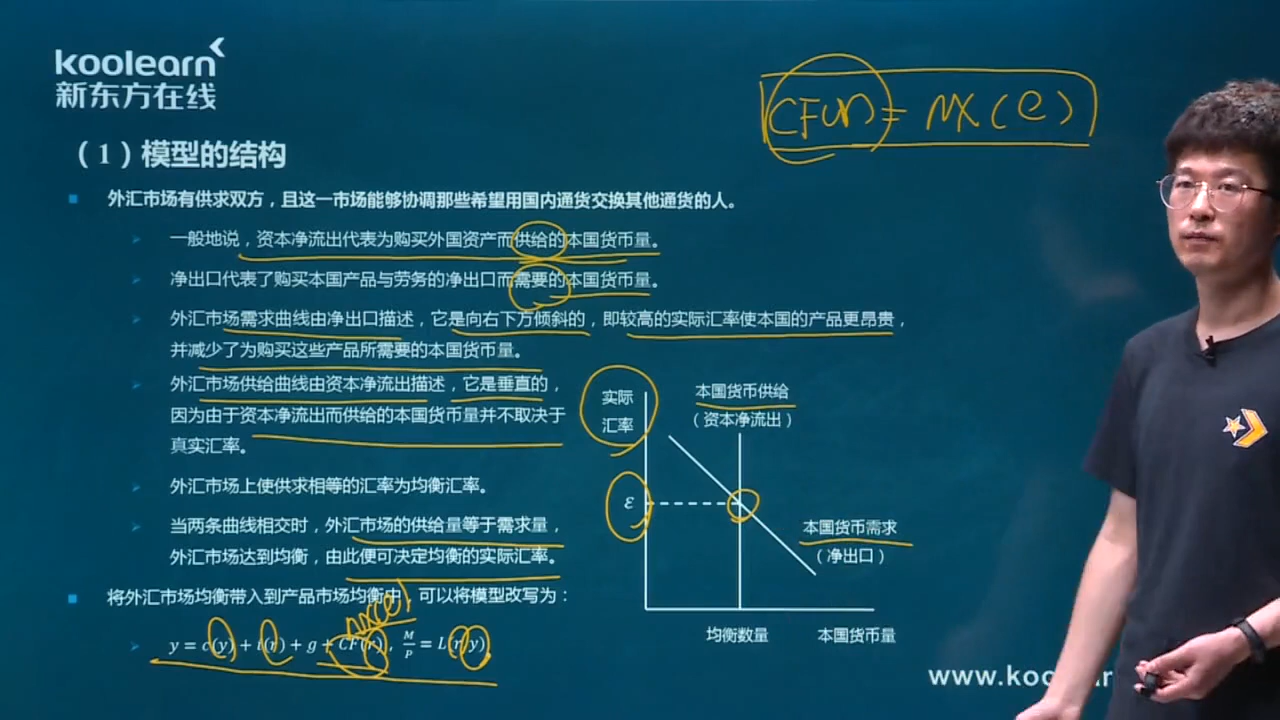 koolearn
新东方在线
CF(r) = NX(e)
（1）模型的结构
外汇市场有供求双方，且这一市场能够协调那些希望用国内通货交换其他通货的人。
一般地说，资本净流出代表为购买外国资产而供给的本国货币量。
净出口代表了购买本国产品与劳务的净出口而需要的本国货币量。
外汇市场需求曲线由净出口描述，它是向右下方倾斜的，即较高的实际汇率使本国的产品更昂贵，
并减少了为购买这些产品所需要的本国货币量。
外汇市场供给曲线由资本净流出描述，它是垂直的，
因为由于资本净流出而供给的本国货币量并不取决于
真实汇率。
外汇市场上使供求相等的汇率为均衡汇率。
当两条曲线相交时，外汇市场的供给量等于需求量，
外汇市场达到均衡，由此便可决定均衡的实际汇率。
实际
汇率
本国货币供给
（资本净流出）
ε
本国货币需求
（净出口）
均衡数量
本国货币量
将外汇市场均衡带入到产品市场均衡中，可以将模型改写为：
nx(e)
y = c(y) + i(r) + g + CF(r), M/P = L(r, y)
www.ko